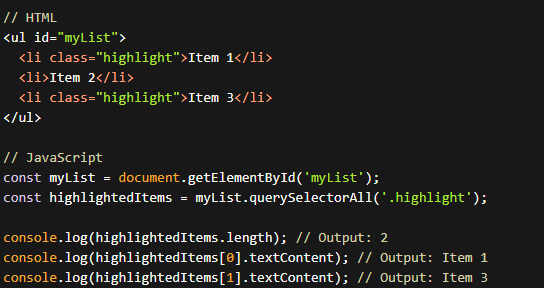 // HTML
<ul id="myList">
  <li class="highlight">Item 1</li>
  <li>Item 2</li>
  <li class="highlight">Item 3</li>
</ul>

// JavaScript
const myList = document.getElementById('myList');
const highlightedItems = myList.querySelectorAll('.highlight');

console.log(highlightedItems.length); // Output: 2
console.log(highlightedItems[0].textContent); // Output: Item 1
console.log(highlightedItems[1].textContent); // Output: Item 3